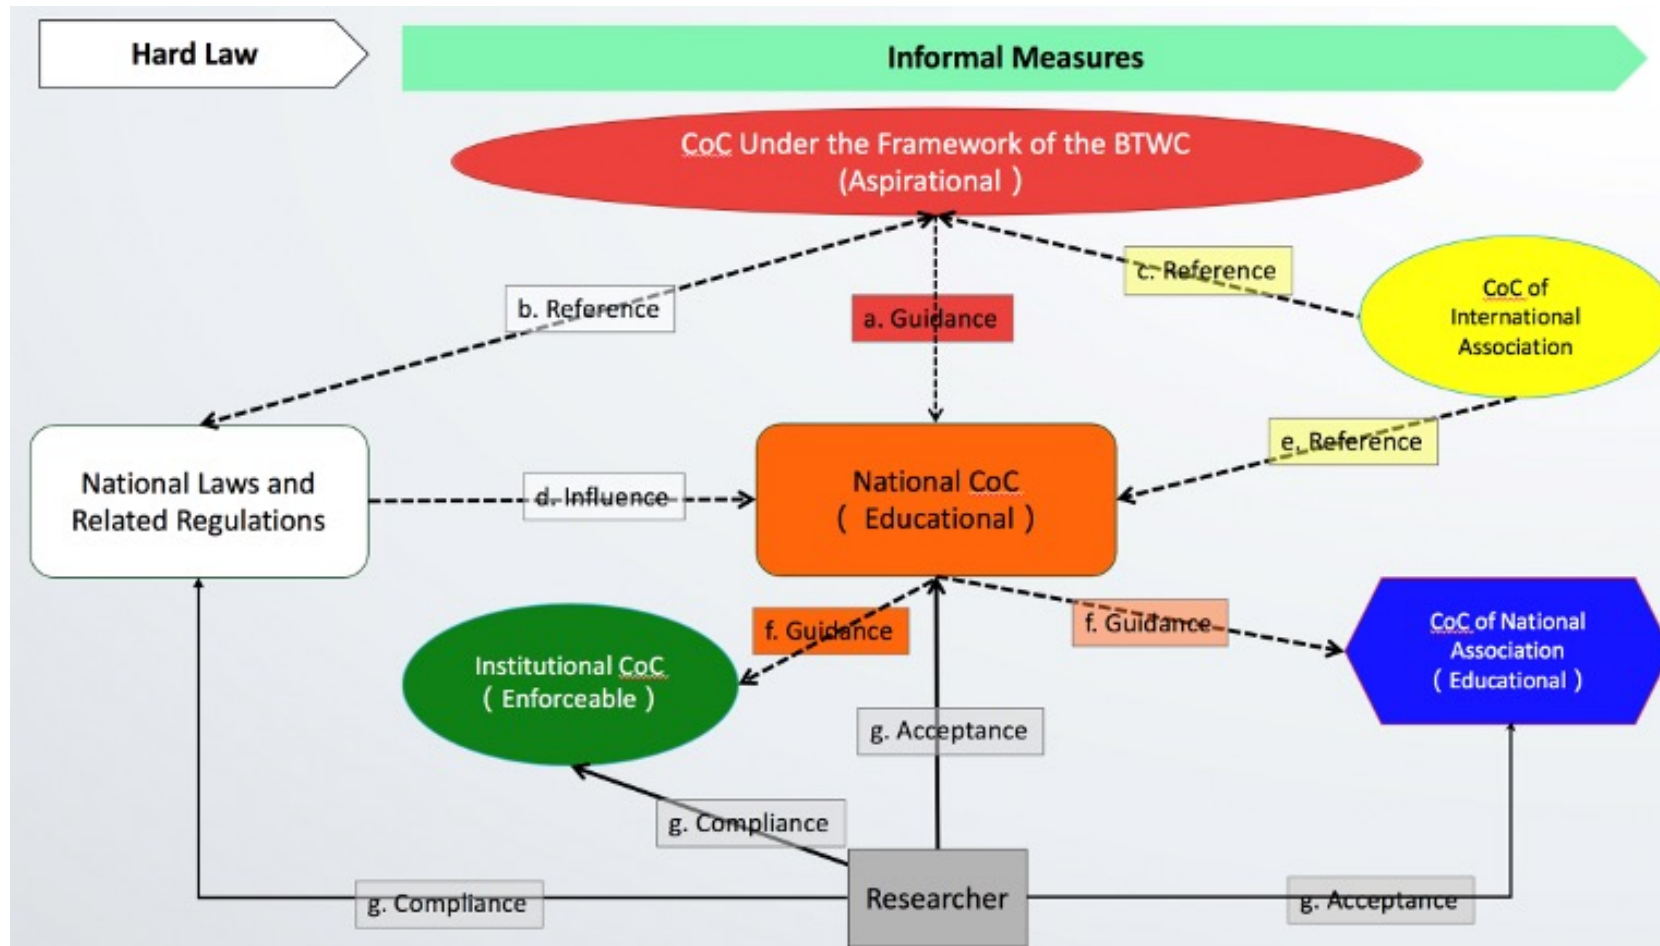 Hard Law
Informal Measures
CoC Under the Framework of the BTWC
(Aspirational )
c. Reference
b. Reference
a. Guidance
CoC of
International
Association
e. Reference
National Laws and
Related Regulations
d. Influence
National CoC
( Educational )
f. Guidance
f. Guidance
Institutional CoC
( Enforceable )
CoC of National
Association
( Educational )
g. Acceptance
g. Compliance
g. Compliance
Researcher
g. Acceptance